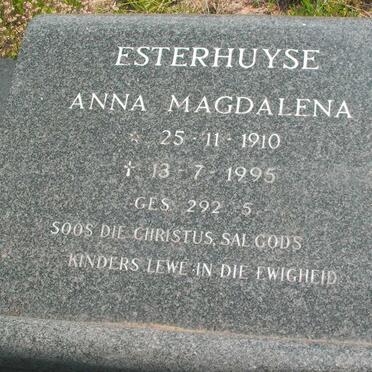 ESTERHUYSE
ANNA MAGDALENA
☆ 25-11-1910
† 13-7-1995
GES. 292:5
SOOS DIE CHRISTUS, SAL GODS
KINDERS LEWE IN DIE EWIGHEID